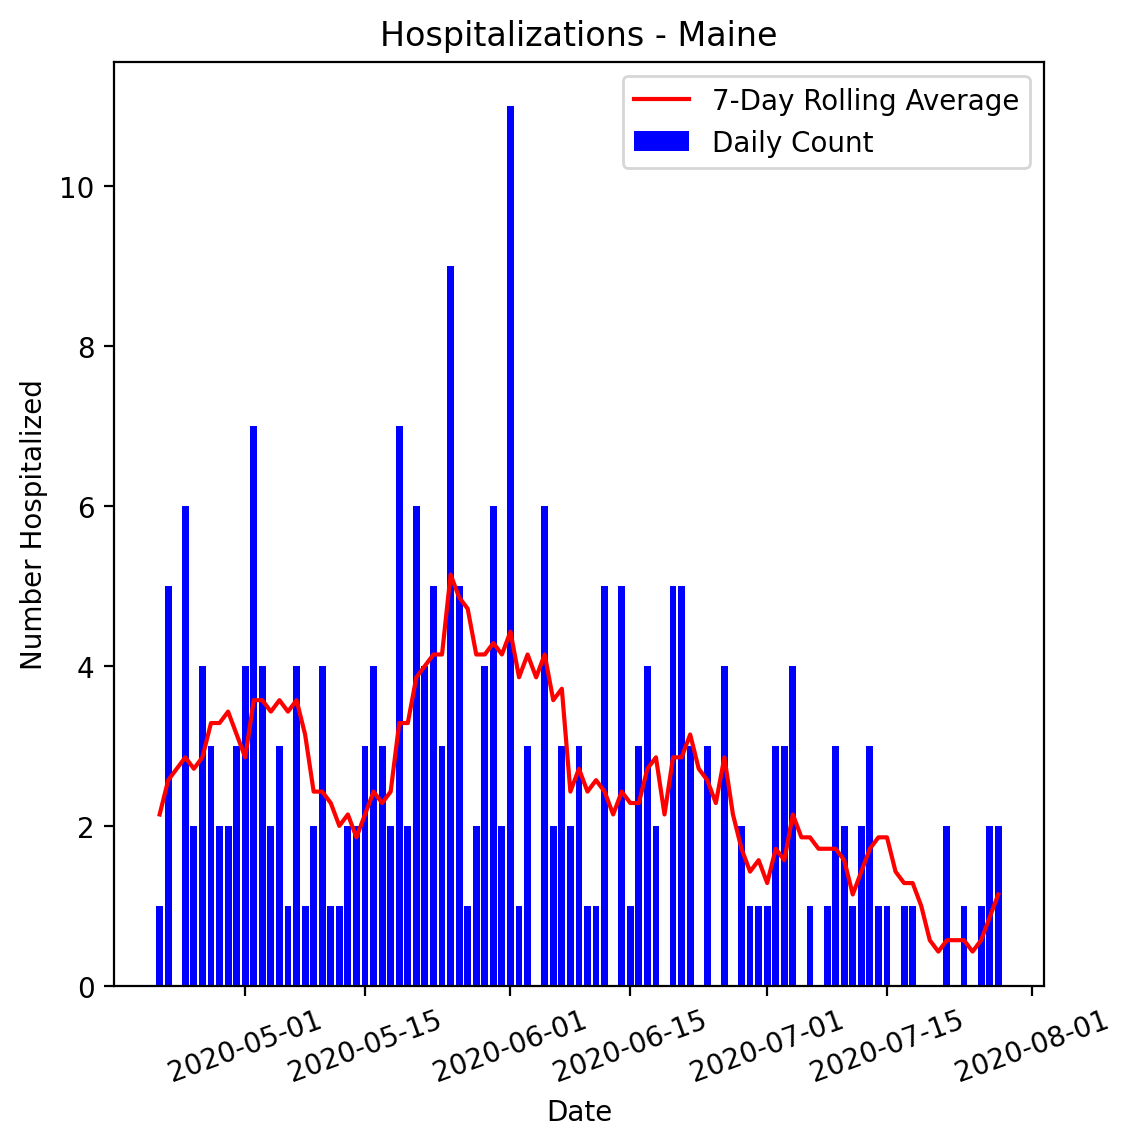 Hospitalizations - Maine
7-Day Rolling Average
Daily Count
Number Hospitalized
10
8
6
4
2
0
2020-05-01
2020-05-15
2020-06-01
2020-06-15
2020-07-01
2020-07-15
2020-08-01
Date